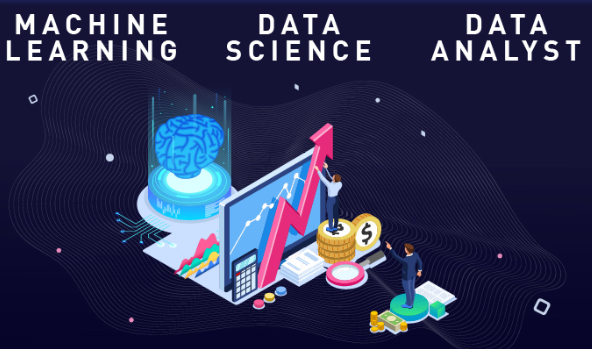 MACHINE
LEARNING
DATA
SCIENCE
DATA
ANALYST
$
$